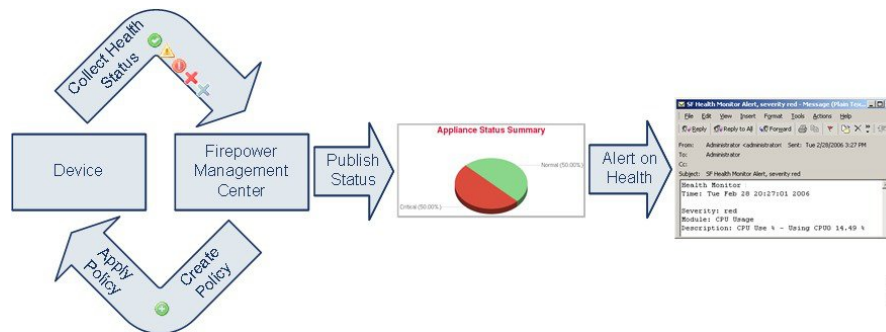 Collect Health
Status
Device
Firepower
Management
Center
Apply
Policy
Create
Policy
Publish
Status
Appliance Status Summary
Normal (50.00%)
Critical (50.00%)
Alert on
Health
SF Health Monitor Alert, severity red - Message (Plain Tex...
File Edit View Insert Format Tools Actions Help
Reply Reply to All Forward
From: Administrator <administrator> Sent: Tue 2/28/2006 3:27 PM
To: Administrator
Cc:
Subject: SF Health Monitor Alert, severity red
Health Monitor
Time: Tue Feb 28 20:27:01 2006
Severity: red
Module: CPU Usage
Description: CPU Use % - Using CPU0 14.49 %